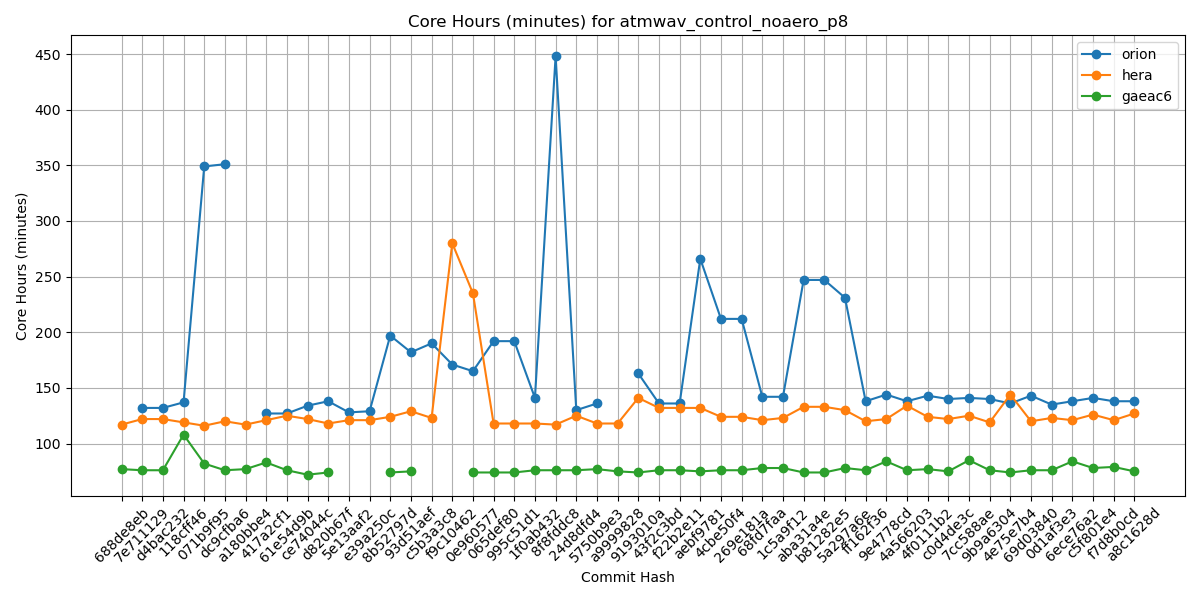 Core Hours (minutes) for atmwav_control_noaero_p8
Core Hours (minutes)
450
400
350
300
250
200
150
100
orion
hera
gaeac6
688de8eb
7e711129
d4bac232
118cff46
071b9f95
dc9cfba6
a180bbe4
417a2cf1
61e54d9b
ce74044c
d820b67f
5e13aaf2
e39a250c
8b52797d
93d51aef
c5b3a3c8
f9c10462
0e960577
065def80
995c51d1
1f0ab432
8f8fdfdc8
24d8dfd4
5750b9e3
a9999828
9193010a
43f253bd
f22b2e11
aebf9781
4cbe50f4
269e181a
68fd7faa
1c5a9f12
aba31a4e
b81282e5
5a297a6e
ff162f36
9e4778cd
4a566203
4f011b2
c0d4de3c
7cc588ae
9b9a6304
4e75e7b4
69d03840
0d1af3e3
6ece76a2
c5f801e4
f7d8b0cd
a8c1628d
Commit Hash